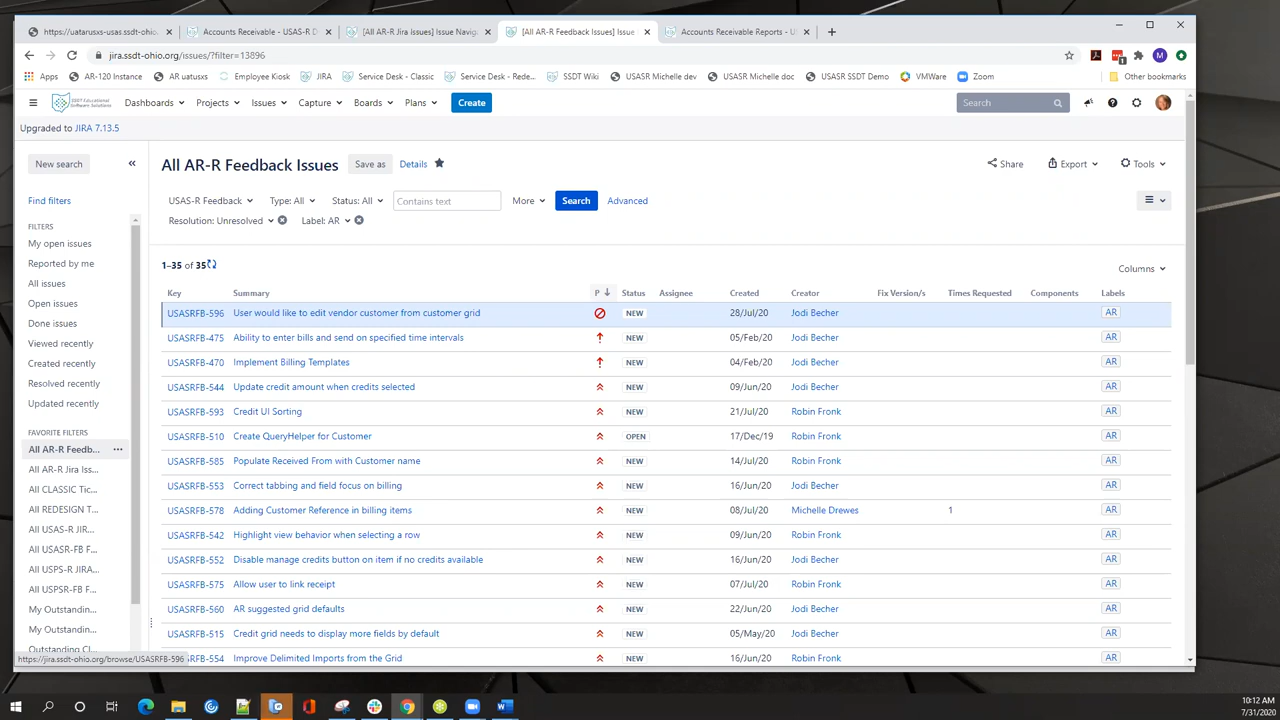 https://uatarusxs-usas.ssdt-ohio.
Accounts Receivable - USAS-R D
[All AR-R Jira Issues] Issue Navig
[All AR-R Feedback Issues] Issue
Accounts Receivable Reports - U
jira.ssdt-ohio.org/issues/?filter=13896
Apps
AR-120 Instance
AR uatusxs
Employee Kiosk
JIRA
Service Desk - Classic
Service Desk - Rede...
SSDT Wiki
USASR Michelle dev
USASR Michelle doc
USASR SSDT Demo
VMWare
Zoom
Other bookmarks
SSDT Educational Software Solutions
Dashboards
Projects
Issues
Capture
Boards
Plans
Create
Search
Upgraded to JIRA 7.13.5
New search
All AR-R Feedback Issues
Save as
Details
Share
Export
Tools
Find filters
USAS-R Feedback
Type: All
Status: All
Contains text
More
Search
Advanced
Resolution: Unresolved
Label: AR
FILTERS
My open issues
Reported by me
All issues
Open issues
Done issues
Viewed recently
Created recently
Resolved recently
Updated recently
FAVORITE FILTERS
All AR-R Feedb...
All AR-R Jira Iss...
All CLASSIC Tic...
All REDESIGN T...
All USAS-R JIR...
All USASR-FB F...
All USPS-R JIRA...
All USPSR-FB F...
My Outstandin...
My Outstandin...
Outstanding Cl...
1–35 of 35
Columns
Key Summary P Status Assignee Created Creator Fix Version/s Times Requested Components Labels
USASRFB-596 User would like to edit vendor customer from customer grid NEW 28/Jul/20 Jodi Becher AR
USASRFB-475 Ability to enter bills and send on specified time intervals NEW 05/Feb/20 Jodi Becher AR
USASRFB-470 Implement Billing Templates NEW 04/Feb/20 Jodi Becher AR
USASRFB-544 Update credit amount when credits selected NEW 09/Jun/20 Jodi Becher AR
USASRFB-593 Credit UI Sorting NEW 21/Jul/20 Robin Fronk AR
USASRFB-510 Create QueryHelper for Customer OPEN 17/Dec/19 Robin Fronk AR
USASRFB-585 Populate Received From with Customer name NEW 14/Jul/20 Robin Fronk AR
USASRFB-553 Correct tabbing and field focus on billing NEW 16/Jun/20 Jodi Becher AR
USASRFB-578 Adding Customer Reference in billing items NEW 08/Jul/20 Michelle Drewes 1 AR
USASRFB-542 Highlight view behavior when selecting a row NEW 09/Jun/20 Robin Fronk AR
USASRFB-552 Disable manage credits button on item if no credits available NEW 16/Jun/20 Jodi Becher AR
USASRFB-575 Allow user to link receipt NEW 07/Jul/20 Robin Fronk AR
USASRFB-560 AR suggested grid defaults NEW 22/Jun/20 Jodi Becher AR
USASRFB-515 Credit grid needs to display more fields by default NEW 05/May/20 Jodi Becher AR
-554 Improve Delimited Imports from the Grid NEW 16/Jun/20 Robin Fronk AR
https://jira.ssdt-ohio.org/browse/USASRFB-596
10:12 AM
7/31/2020